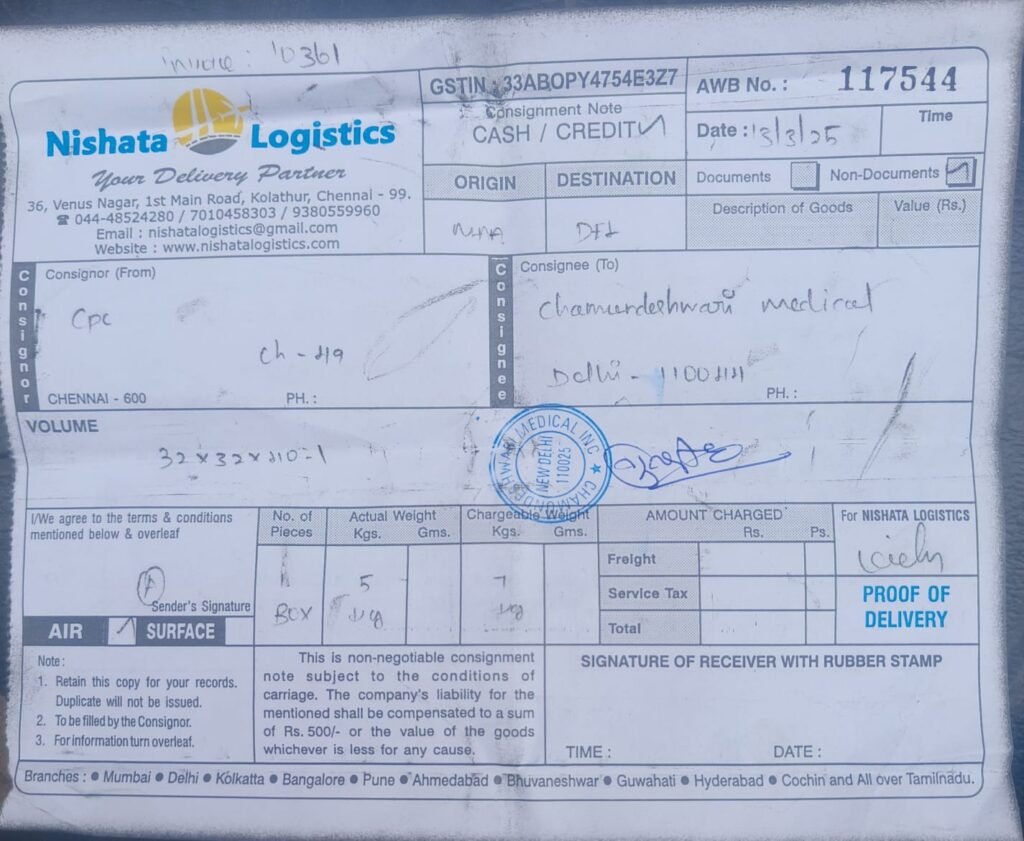 Invoice : 10361
GSTIN : 33ABOPY4754E3Z7
AWB No. : 117544
Nishata Logistics
Your Delivery Partner
36, Venus Nagar, 1st Main Road, Kolathur, Chennai - 99.
☎ 044-48524280 / 7010458303 / 9380559960
Email : nishatalogistics@gmail.com
Website : www.nishatalogistics.com
Consignment Note
CASH / CREDIT ✓
Date : 13/3/25
Time
ORIGIN
DESTINATION
Documents
Non-Documents ✓
Description of Goods
Value (Rs.)
Consignor
Consignor (From)
CPC
CHENNAI - 600
PH. :
Consignee
Consignee (To)
Chamundeshwari Medical
Delhi -
PH. :
VOLUME
CHAMUNDESHWARI MEDICAL INC
NEW DELHI
110025
I/We agree to the terms & conditions
mentioned below & overleaf
Sender's Signature
AIR
SURFACE
No. of
Pieces
BOX
Actual Weight
Kgs. Gms.
5
kg
Chargeable Weight
Kgs. Gms.
7
kg
AMOUNT CHARGED
Rs. Ps.
Freight
Service Tax
Total
For NISHATA LOGISTICS
PROOF OF
DELIVERY
Note :
1. Retain this copy for your records.
Duplicate will not be issued.
2. To be filled by the Consignor.
3. For information turn overleaf.
This is non-negotiable consignment
note subject to the conditions of
carriage. The company's liability for the
mentioned shall be compensated to a sum
of Rs. 500/- or the value of the goods
whichever is less for any cause.
SIGNATURE OF RECEIVER WITH RUBBER STAMP
TIME :
DATE :
Branches : ● Mumbai ● Delhi ● Kolkatta ● Bangalore ● Pune ● Ahmedabad ● Bhuvaneshwar ● Guwahati ● Hyderabad ● Cochin and All over Tamilnadu.